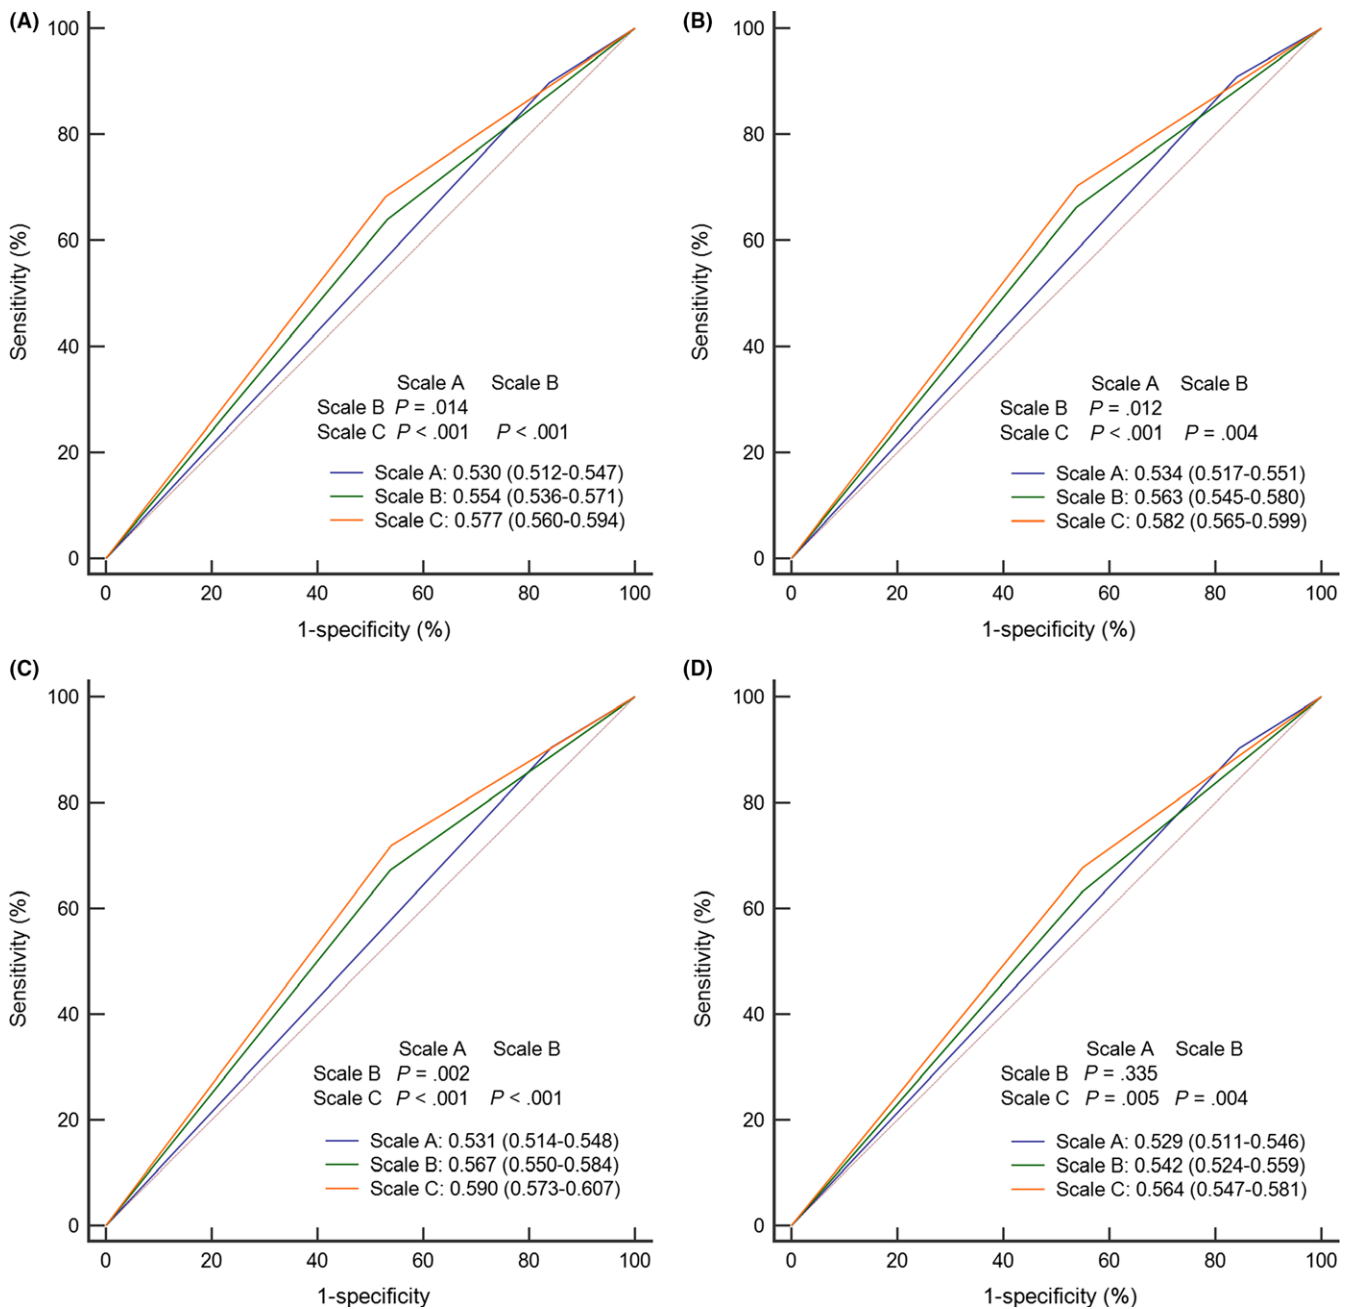 (A)
100
80
60
40
20
0
Sensitivity (%)
Scale A Scale B
Scale B P = .014
Scale C P < .001 P < .001
Scale A: 0.530 (0.512-0.547)
Scale B: 0.554 (0.536-0.571)
Scale C: 0.577 (0.560-0.594)
0 20 40 60 80 100
1-specificity (%)
(B)
100
80
60
40
20
0
Sensitivity (%)
Scale A Scale B
Scale B P = .012
Scale C P < .001 P = .004
Scale A: 0.534 (0.517-0.551)
Scale B: 0.563 (0.545-0.580)
Scale C: 0.582 (0.565-0.599)
0 20 40 60 80 100
1-specificity (%)
(C)
100
80
60
40
20
0
Sensitivity (%)
Scale A Scale B
Scale B P = .002
Scale C P < .001 P < .001
Scale A: 0.531 (0.514-0.548)
Scale B: 0.567 (0.550-0.584)
Scale C: 0.590 (0.573-0.607)
0 20 40 60 80 100
1-specificity
(D)
100
80
60
40
20
0
Sensitivity (%)
Scale A Scale B
Scale B P = .335
Scale C P = .005 P = .004
Scale A: 0.529 (0.511-0.546)
Scale B: 0.542 (0.524-0.559)
Scale C: 0.564 (0.547-0.581)
0 20 40 60 80 100
1-specificity (%)